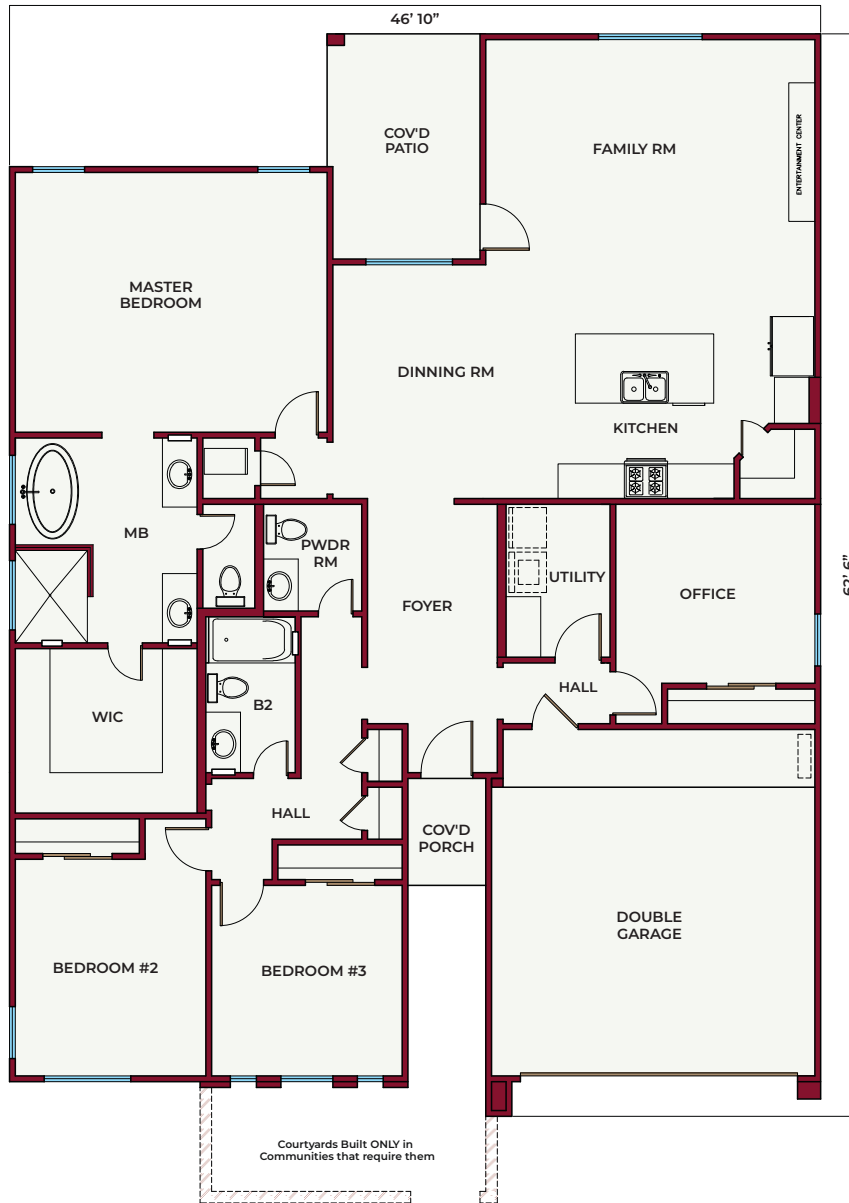 46' 10"
COV'D
PATIO
FAMILY RM
ENTERTAINMENT CENTER
MASTER
BEDROOM
DINNING RM
KITCHEN
MB
PWDR
RM
UTILITY
OFFICE
62' 6"
FOYER
HALL
WIC
B2
HALL
COV'D
PORCH
DOUBLE
GARAGE
BEDROOM #2
BEDROOM #3
Courtyards Built ONLY in
Communities that require them